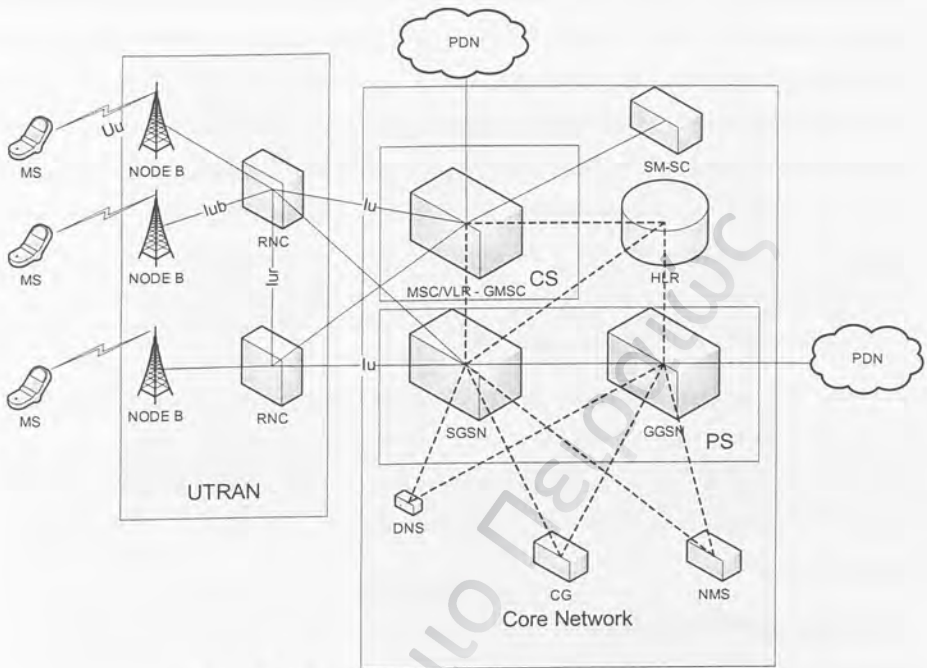 PDN
Uu
MS
NODE B
SM-SC
Iub
RNC
Iu
MS
NODE B
Iur
MSC/VLR - GMSC
CS
HLR
PDN
MS
NODE B
RNC
Iu
SGSN
GGSN
PS
UTRAN
DNS
CG
NMS
Core Network
Πειραιώς